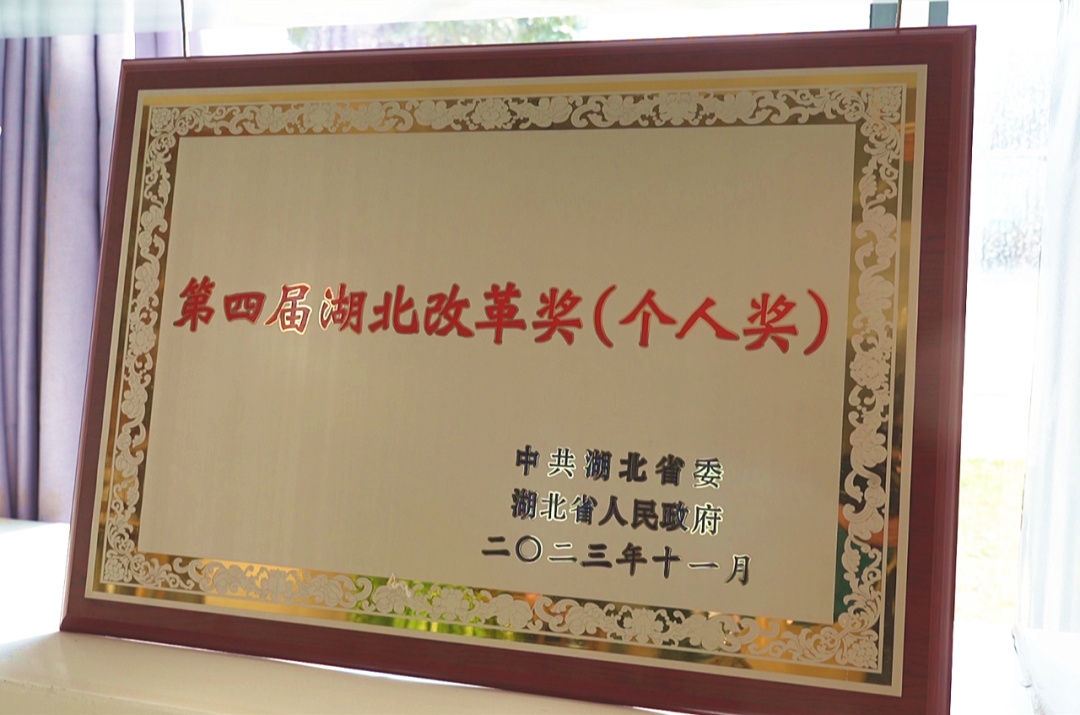 第四届湖北改革奖(个人奖)
中共湖北省委
湖北省人民政府
二〇二三年十一月